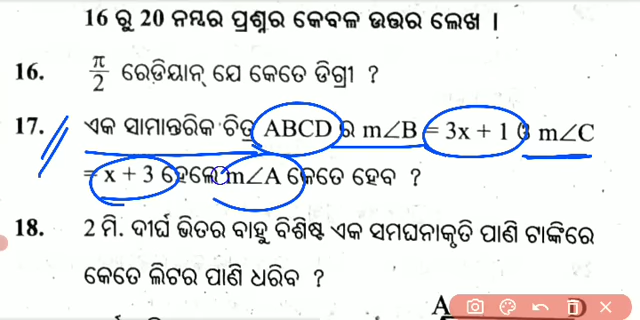 16 ରୁ 20 ନମ୍ବର ପ୍ରଶ୍ନର କେବଳ ଉତ୍ତର ଲେଖ ।
16. π/2 ରେଡ଼ିୟାନ୍ ଯେ କେତେ ଡିଗ୍ରୀ ?
17. ଏକ ସାମାନ୍ତରିକ ଚିତ୍ର ABCD ର m∠B = 3x + 1 ଓ m∠C
= x + 3 ହେଲେ m∠A କେତେ ହେବ ?
18. 2 ମି. ଦୀର୍ଘ ଭିତର ବାହୁ ବିଶିଷ୍ଟ ଏକ ସମଘନାକୃତି ପାଣି ଟାଙ୍କିରେ
କେତେ ଲିଟର ପାଣି ଧରିବ ?
A D